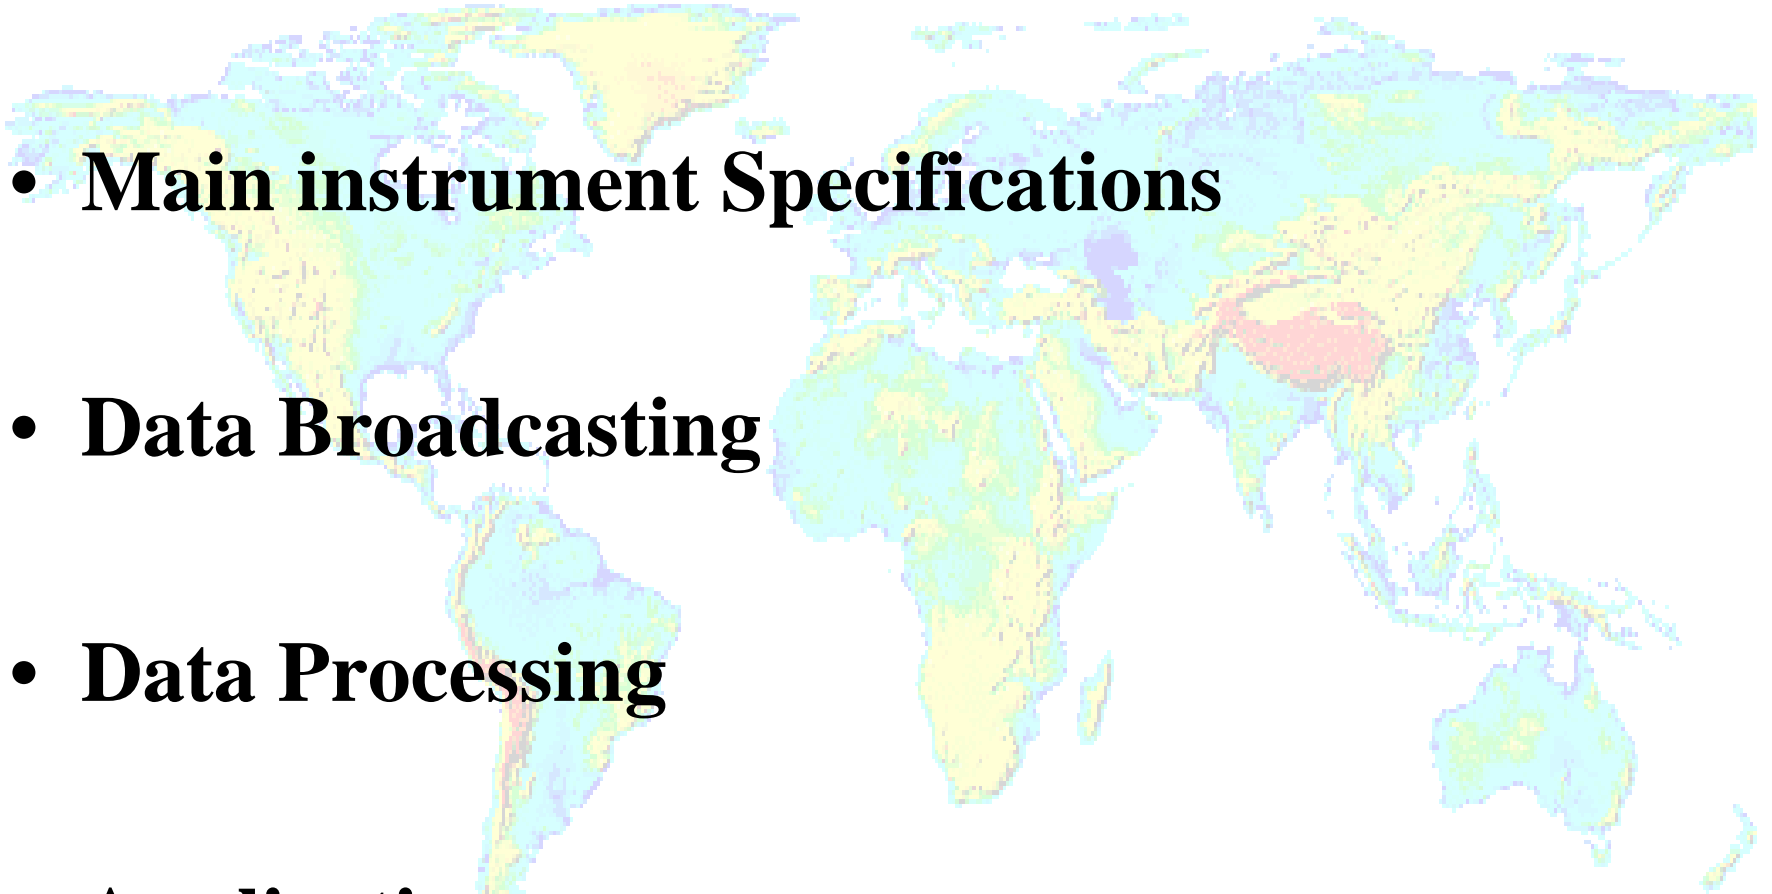 • Main instrument Specifications
• Data Broadcasting
• Data Processing